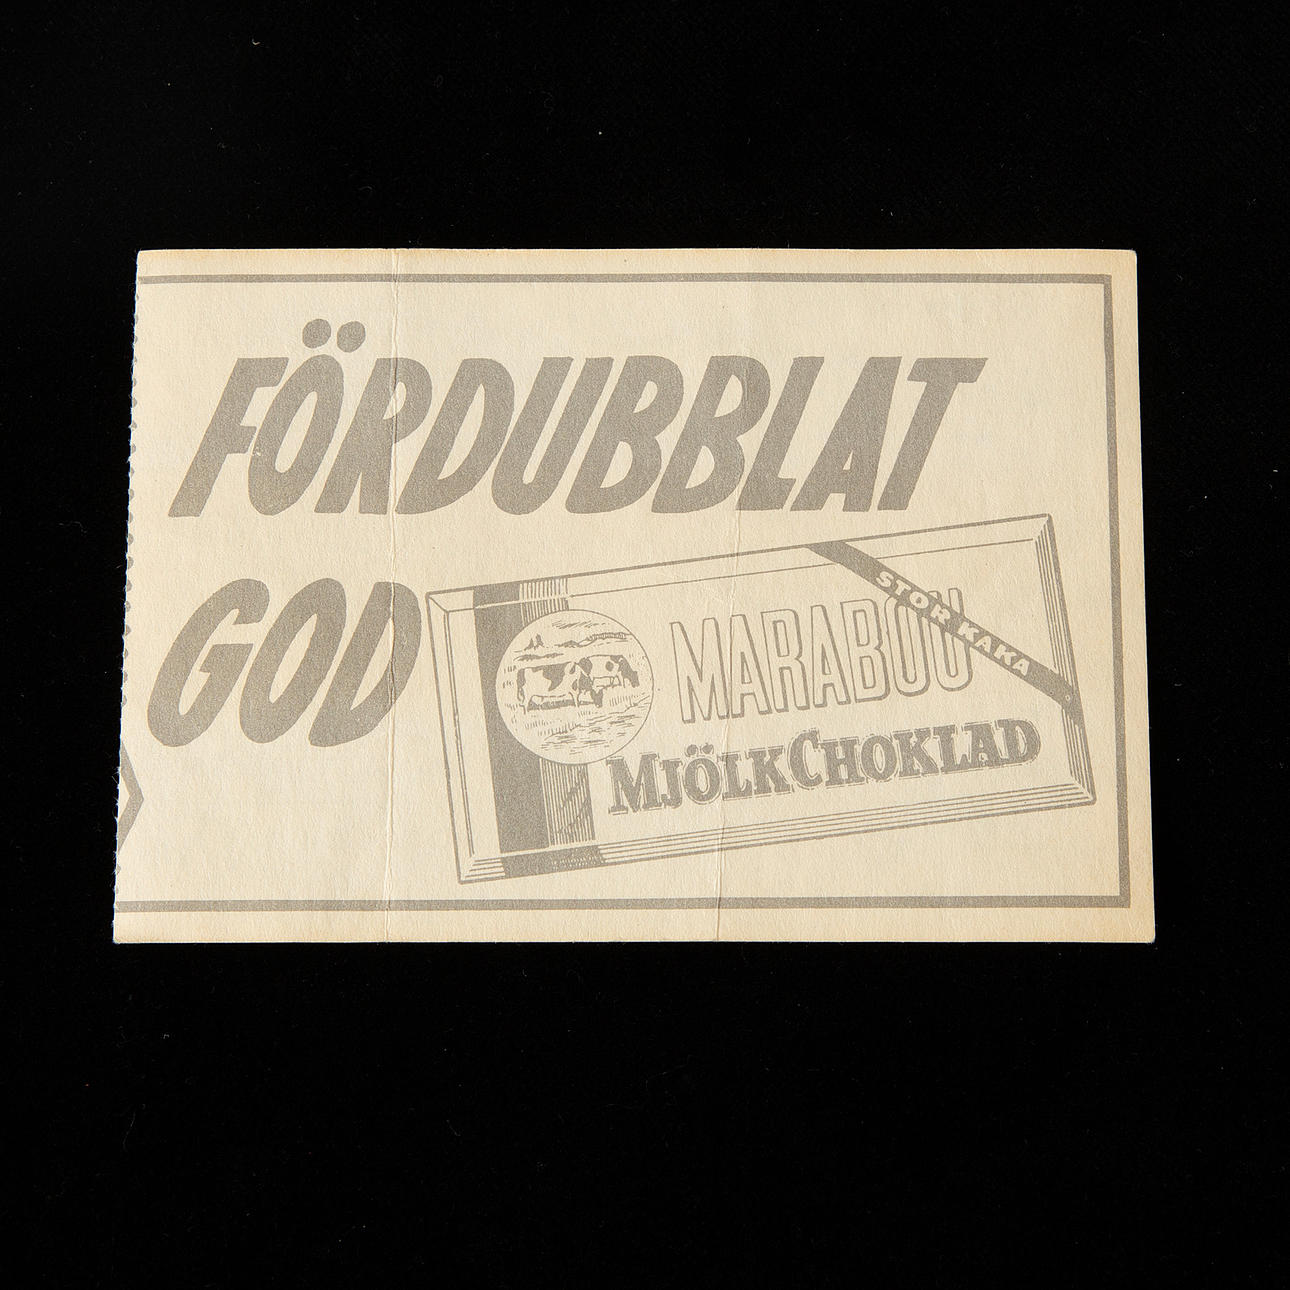 FÖRDUBBLAT
GOD
STOR KAKA
MARABOU
MJÖLKCHOKLAD